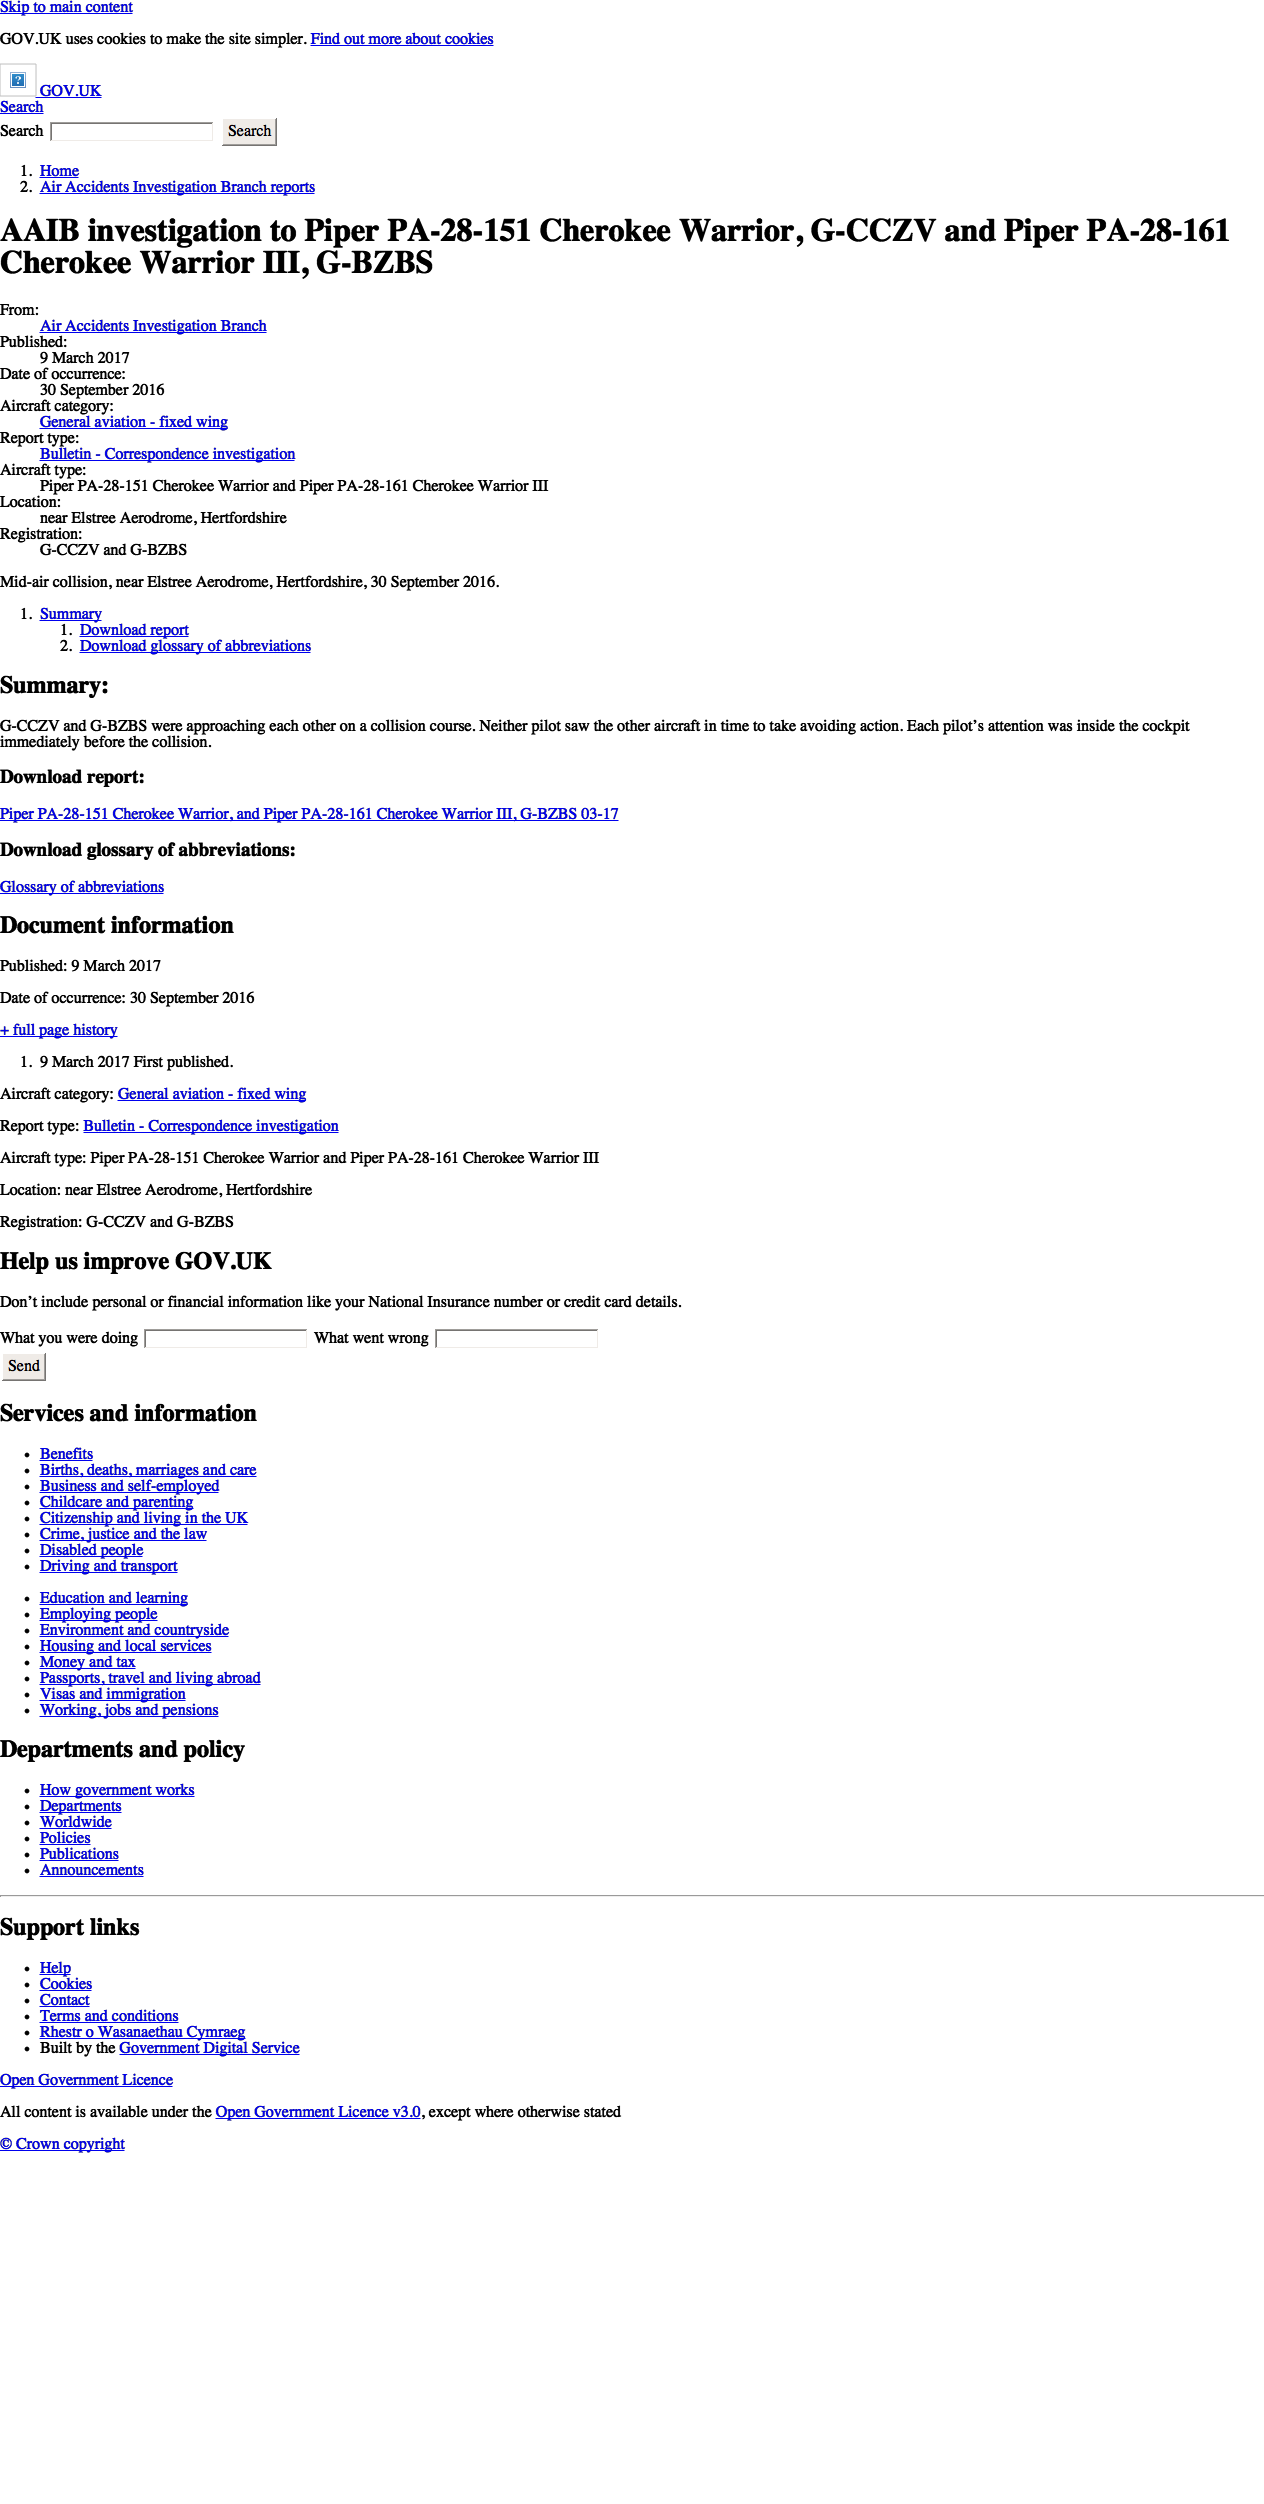 Skip to main content
GOV.UK uses cookies to make the site simpler. Find out more about cookies
GOV.UK
Search
Search Search
1. Home
2. Air Accidents Investigation Branch reports
AAIB investigation to Piper PA-28-151 Cherokee Warrior, G-CCZV and Piper PA-28-161
Cherokee Warrior III, G-BZBS
From:
Air Accidents Investigation Branch
Published:
9 March 2017
Date of occurrence:
30 September 2016
Aircraft category:
General aviation - fixed wing
Report type:
Bulletin - Correspondence investigation
Aircraft type:
Piper PA-28-151 Cherokee Warrior and Piper PA-28-161 Cherokee Warrior III
Location:
near Elstree Aerodrome, Hertfordshire
Registration:
G-CCZV and G-BZBS
Mid-air collision, near Elstree Aerodrome, Hertfordshire, 30 September 2016.
1. Summary
1. Download report
2. Download glossary of abbreviations
Summary:
G-CCZV and G-BZBS were approaching each other on a collision course. Neither pilot saw the other aircraft in time to take avoiding action. Each pilot’s attention was inside the cockpit
immediately before the collision.
Download report:
Piper PA-28-151 Cherokee Warrior, and Piper PA-28-161 Cherokee Warrior III, G-BZBS 03-17
Download glossary of abbreviations:
Glossary of abbreviations
Document information
Published: 9 March 2017
Date of occurrence: 30 September 2016
+ full page history
1. 9 March 2017 First published.
Aircraft category: General aviation - fixed wing
Report type: Bulletin - Correspondence investigation
Aircraft type: Piper PA-28-151 Cherokee Warrior and Piper PA-28-161 Cherokee Warrior III
Location: near Elstree Aerodrome, Hertfordshire
Registration: G-CCZV and G-BZBS
Help us improve GOV.UK
Don’t include personal or financial information like your National Insurance number or credit card details.
What you were doing What went wrong
Send
Services and information
• Benefits
• Births, deaths, marriages and care
• Business and self-employed
• Childcare and parenting
• Citizenship and living in the UK
• Crime, justice and the law
• Disabled people
• Driving and transport
• Education and learning
• Employing people
• Environment and countryside
• Housing and local services
• Money and tax
• Passports, travel and living abroad
• Visas and immigration
• Working, jobs and pensions
Departments and policy
• How government works
• Departments
• Worldwide
• Policies
• Publications
• Announcements
Support links
• Help
• Cookies
• Contact
• Terms and conditions
• Rhestr o Wasanaethau Cymraeg
• Built by the Government Digital Service
Open Government Licence
All content is available under the Open Government Licence v3.0, except where otherwise stated
© Crown copyright